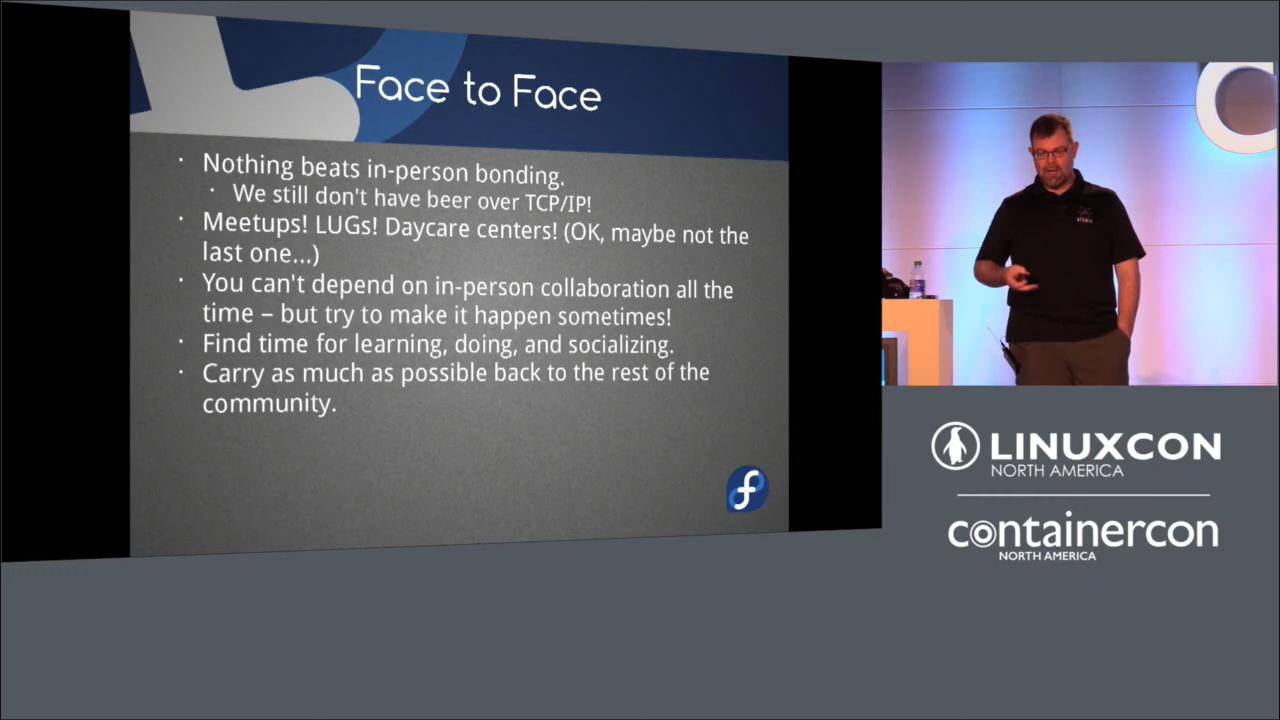 Face to Face
· Nothing beats in-person bonding.
· We still don't have beer over TCP/IP!
· Meetups! LUGs! Daycare centers! (OK, maybe not the
last one...)
· You can't depend on in-person collaboration all the
time – but try to make it happen sometimes!
· Find time for learning, doing, and socializing.
· Carry as much as possible back to the rest of the
community.
LINUXCON
NORTH AMERICA
containercon
NORTH AMERICA